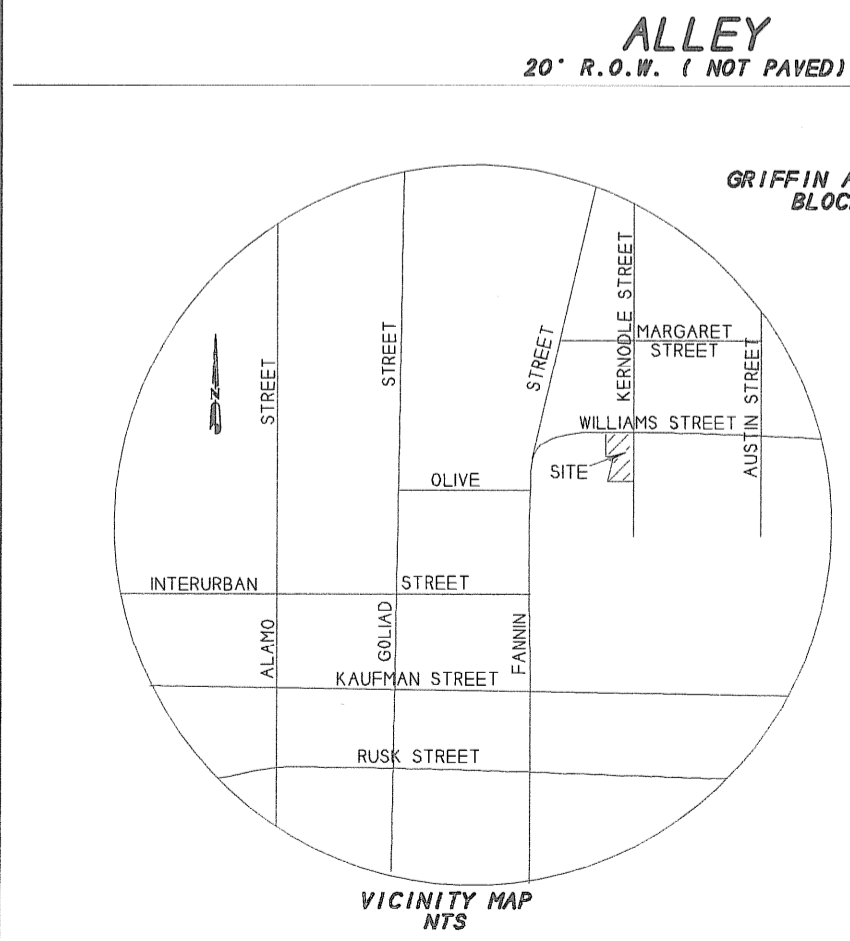 ALLEY
20' R.O.W. ( NOT PAVED)
GRIFFIN
BLOC
KERNODLE STREET
MARGARET
STREET
STREET
STREET
STREET
AUSTIN STREET
WILLIAMS STREET
SITE
OLIVE
N
INTERURBAN STREET
ALAMO
GOLIAD
FANNIN
KAUFMAN STREET
RUSK STREET
VICINITY MAP
NTS